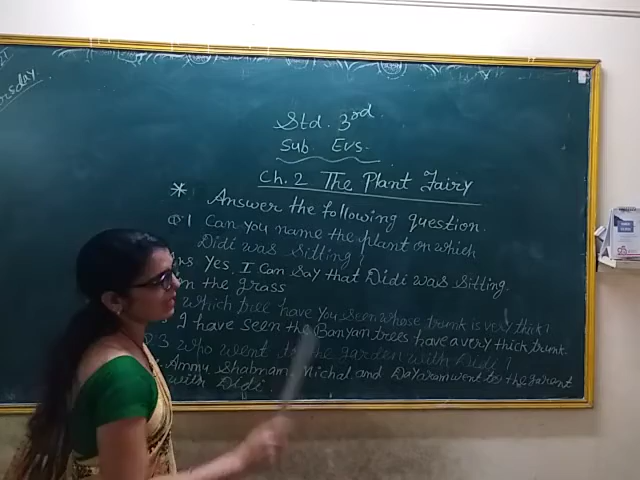 Std. 3rd.
Sub Evs.
Ch. 2 The Plant Fairy
* Answer the following question.
Q.1 Can you name the plant on which
Didi was sitting?
Yes, I Can say that Didi was sitting.
the grass
which tree have you seen whose trunk is very thick?
I have seen the Banyan trees have a very thick trunk.
3 who went to the garden with Didi?
Ammu, Shabnam, Nichal and Dayaram went to the
with Didi.